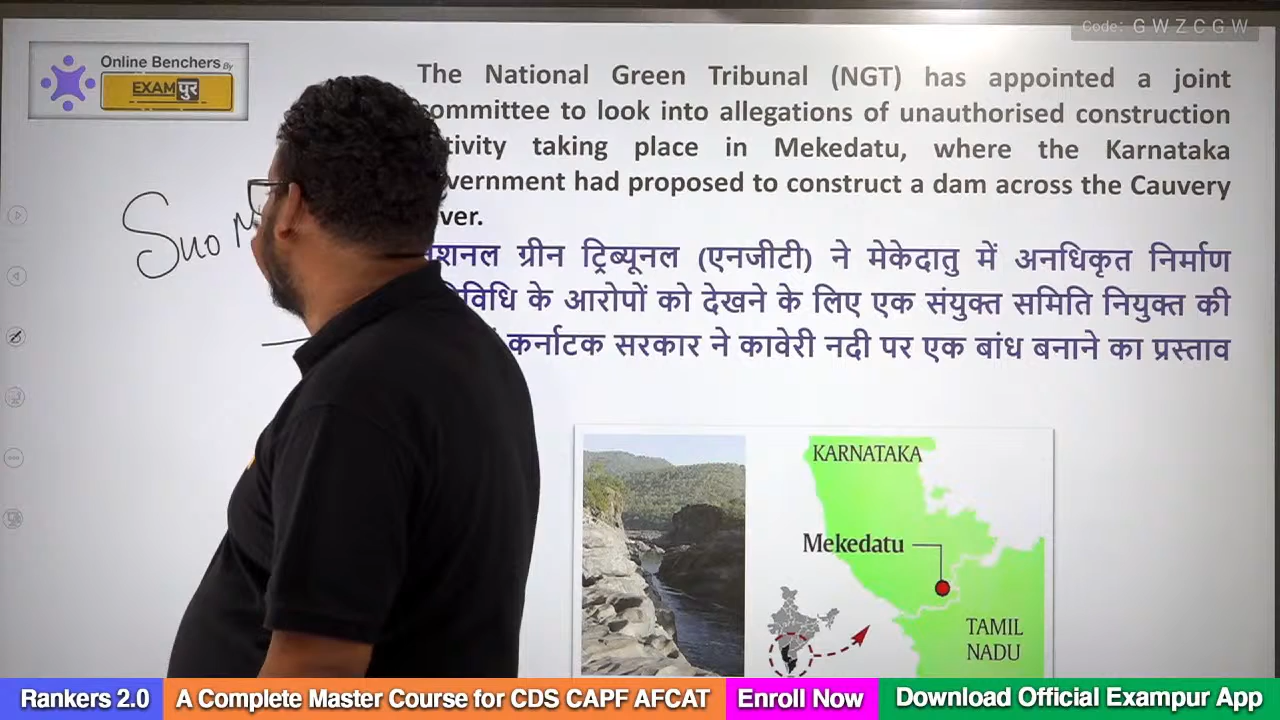 Code: G W Z C G W
Online Benchers By
EXAMपुर
The National Green Tribunal (NGT) has appointed a joint
ommittee to look into allegations of unauthorised construction
tivity taking place in Mekedatu, where the Karnataka
vernment had proposed to construct a dam across the Cauvery
ver.
Suo M
शनल ग्रीन ट्रिब्यूनल (एनजीटी) ने मेकेदातु में अनधिकृत निर्माण
विधि के आरोपों को देखने के लिए एक संयुक्त समिति नियुक्त की
कर्नाटक सरकार ने कावेरी नदी पर एक बांध बनाने का प्रस्ताव
KARNATAKA
Mekedatu
TAMIL
NADU
Rankers 2.0 A Complete Master Course for CDS CAPF AFCAT Enroll Now Download Official Exampur App